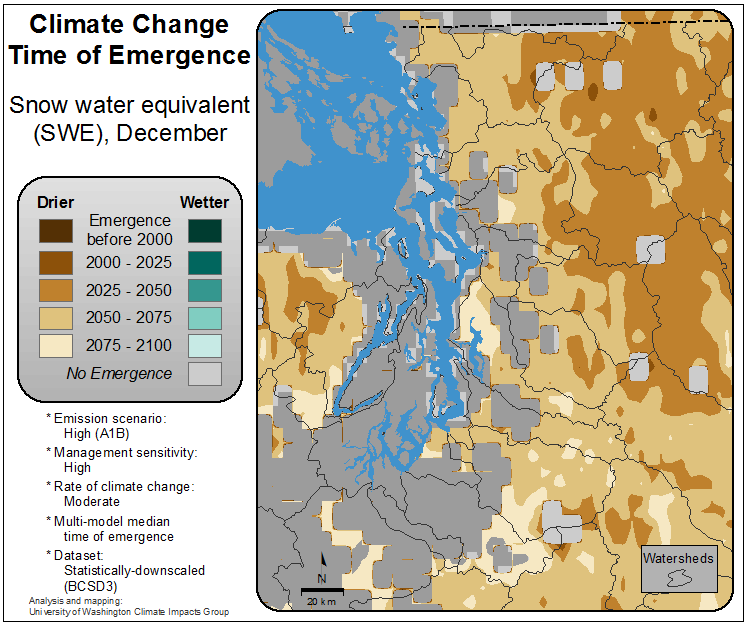 Climate Change
Time of Emergence
Snow water equivalent
(SWE), December
Drier
Wetter
Emergence
before 2000
2000 - 2025
2025 - 2050
2050 - 2075
2075 - 2100
No Emergence
* Emission scenario:
High (A1B)
* Management sensitivity:
High
* Rate of climate change:
Moderate
* Multi-model median
time of emergence
* Dataset:
Statistically-downscaled
(BCSD3)
Analysis and mapping:
University of Washington Climate Impacts Group
N
20 km
Watersheds